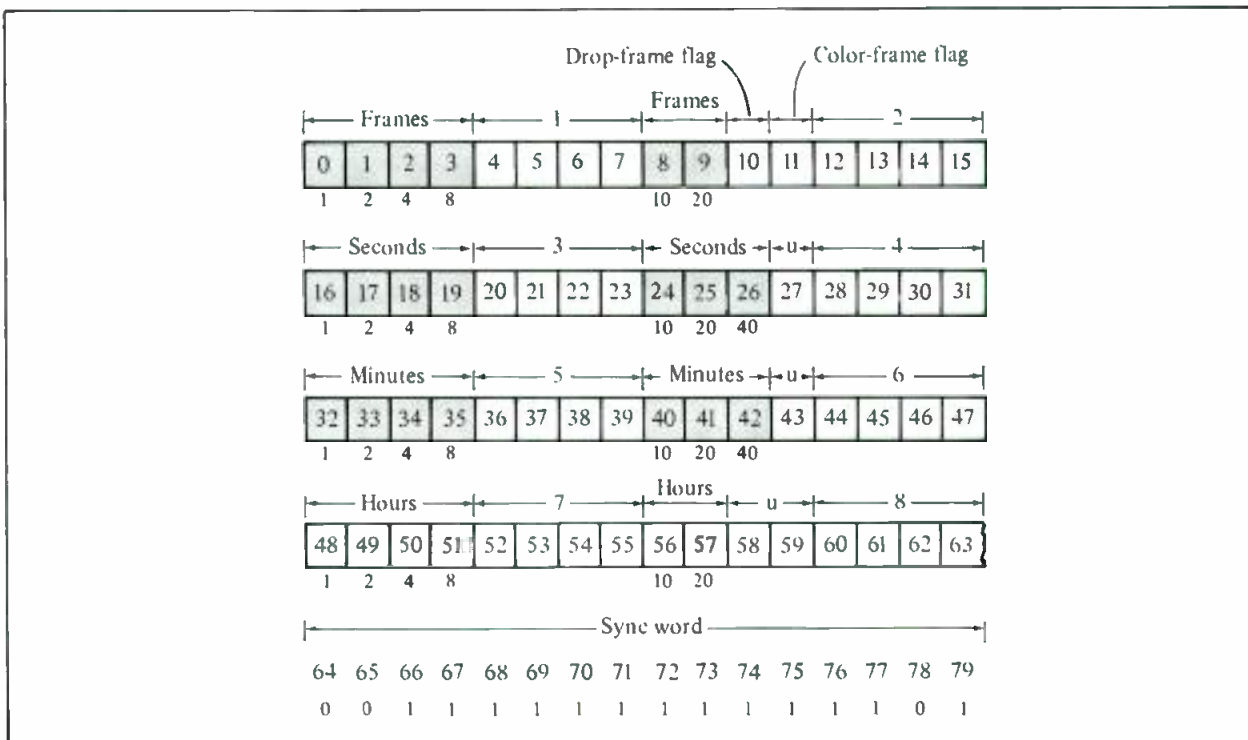 Drop-frame flag Color-frame flag
Frames 1 Frames 2
0 1 2 3 4 5 6 7 8 9 10 11 12 13 14 15
1 2 4 8 10 20
Seconds 3 Seconds u 4
16 17 18 19 20 21 22 23 24 25 26 27 28 29 30 31
1 2 4 8 10 20 40
Minutes 5 Minutes u 6
32 33 34 35 36 37 38 39 40 41 42 43 44 45 46 47
1 2 4 8 10 20 40
Hours 7 Hours u 8
48 49 50 51 52 53 54 55 56 57 58 59 60 61 62 63
1 2 4 8 10 20
Sync word
64 65 66 67 68 69 70 71 72 73 74 75 76 77 78 79
0 0 1 1 1 1 1 1 1 1 1 1 1 1 0 1